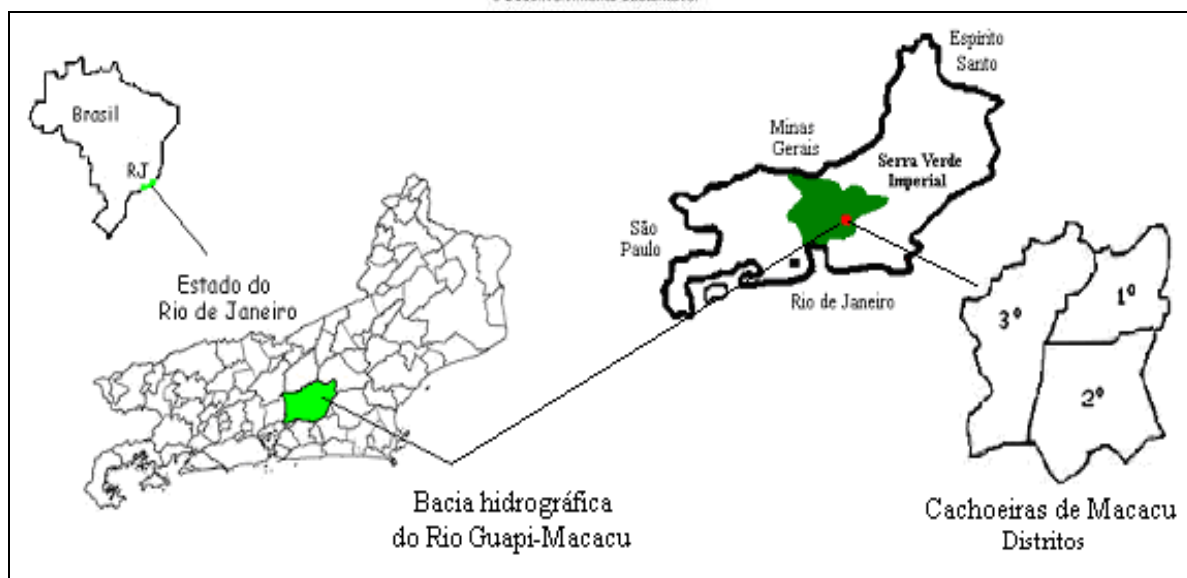 Brasil
RJ
Estado do
Rio de Janeiro
Bacia hidrográfica
do Rio Guapi-Macacu
Espirito
Santo
Minas
Gerais
Serra Verde
Imperial
São
Paulo
Rio de Janeiro
1º
3º
2º
Cachoeiras de Macacu
Distritos